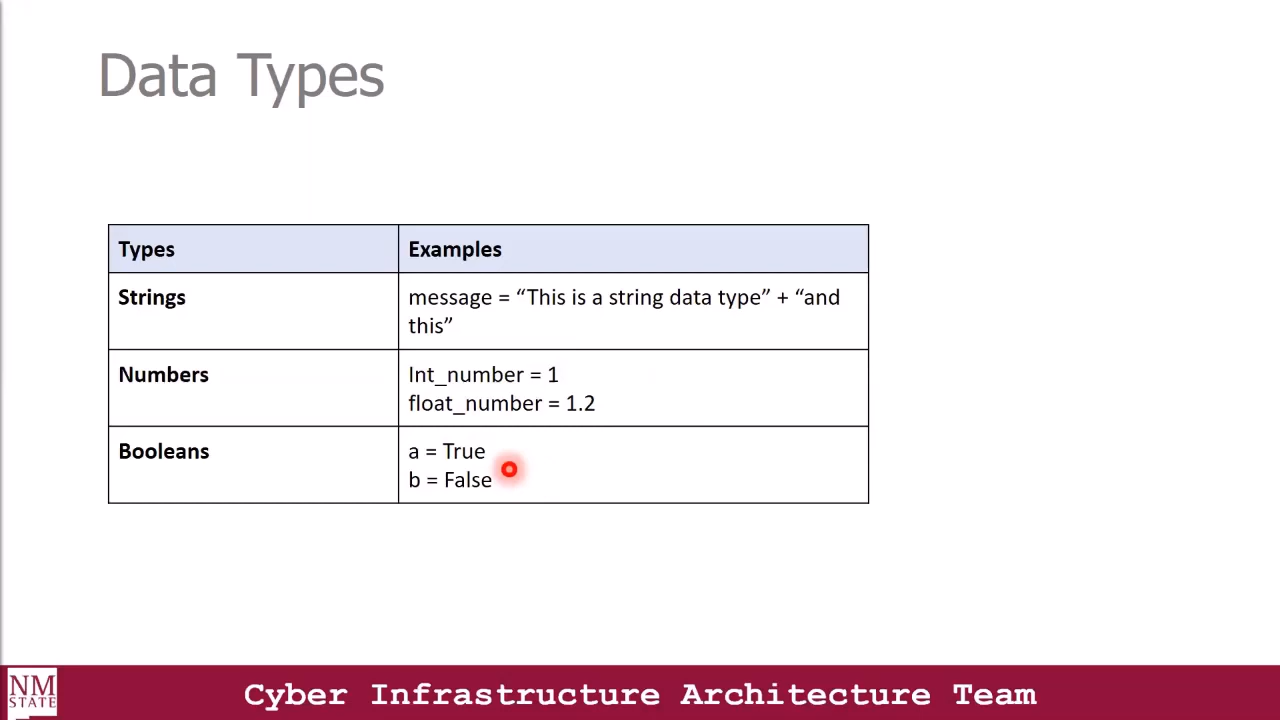 Data Types
Types
Examples
Strings
message = “This is a string data type” + “and
this”
Numbers
Int_number = 1
float_number = 1.2
Booleans
a = True
b = False
NM
STATE
Cyber Infrastructure Architecture Team